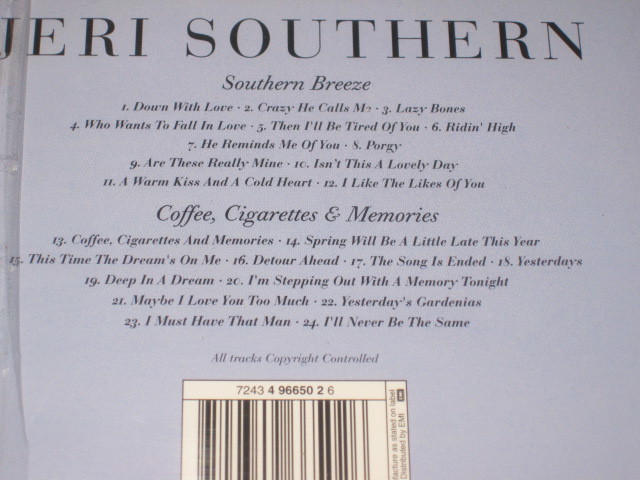 JERI SOUTHERN
Southern Breeze
1. Down With Love · 2. Crazy He Calls Me · 3. Lazy Bones
4. Who Wants To Fall In Love · 5. Then I'll Be Tired Of You · 6. Ridin' High
7. He Reminds Me Of You · 8. Porgy
9. Are These Really Mine · 10. Isn't This A Lovely Day
11. A Warm Kiss And A Cold Heart · 12. I Like The Likes Of You
Coffee, Cigarettes & Memories
13. Coffee, Cigarettes And Memories · 14. Spring Will Be A Little Late This Year
15. This Time The Dream's On Me · 16. Detour Ahead · 17. The Song Is Ended · 18. Yesterdays
19. Deep In A Dream · 20. I'm Stepping Out With A Memory Tonight
21. Maybe I Love You Too Much · 22. Yesterday's Gardenias
23. I Must Have That Man · 24. I'll Never Be The Same
All tracks Copyright Controlled
7243 4 96650 2 6
facture as stated on label
Distributed by EMI